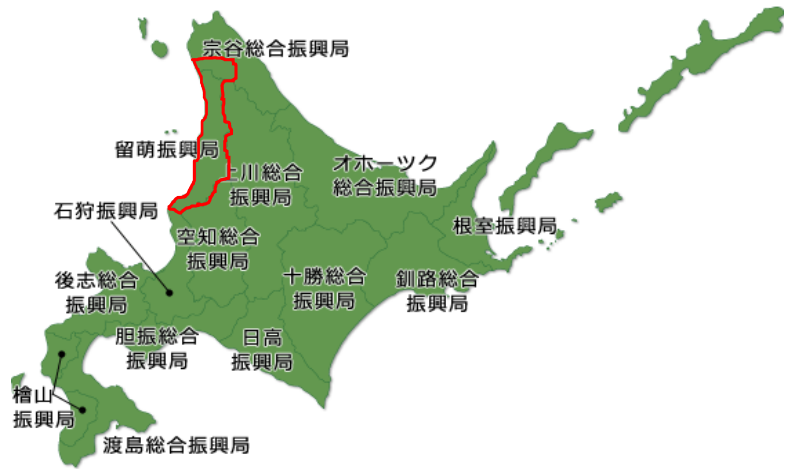 宗谷総合振興局
留萌振興局
上川総合
振興局
オホーツク
総合振興局
石狩振興局
空知総合
振興局
根室振興局
後志総合
振興局
十勝総合
振興局
釧路総合
振興局
胆振総合
振興局
日高
振興局
檜山
振興局
渡島総合振興局